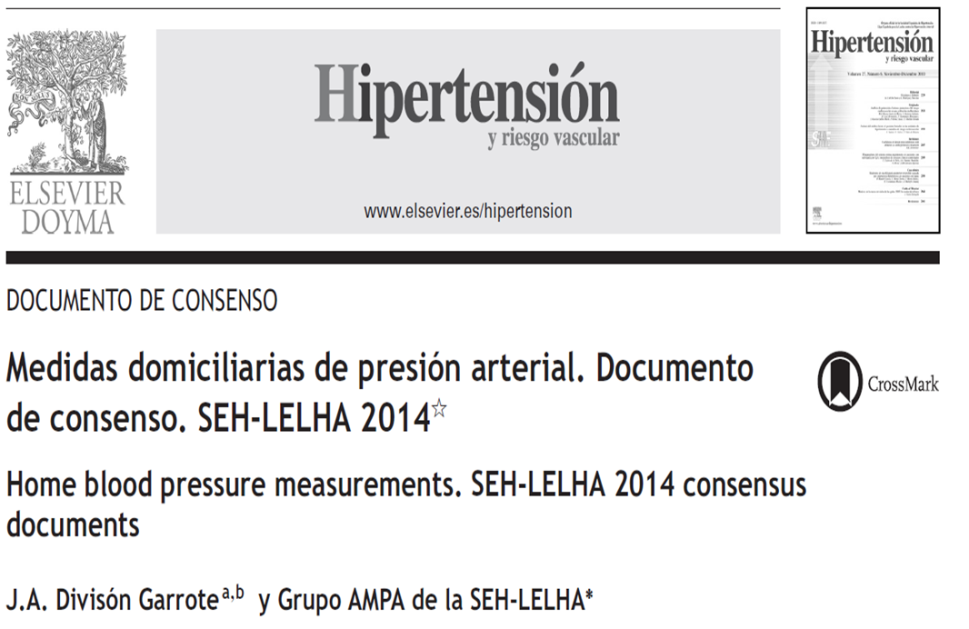 ELSEVIER
DOYMA
Hipertensión
y riesgo vascular
www.elsevier.es/hipertension
Hipertensión
y riesgo vascular
DOCUMENTO DE CONSENSO
Medidas domiciliarias de presión arterial. Documento
de consenso. SEH-LELHA 2014☆
CrossMark
Home blood pressure measurements. SEH-LELHA 2014 consensus
documents
J.A. Divisón Garrote a,b y Grupo AMPA de la SEH-LELHA*